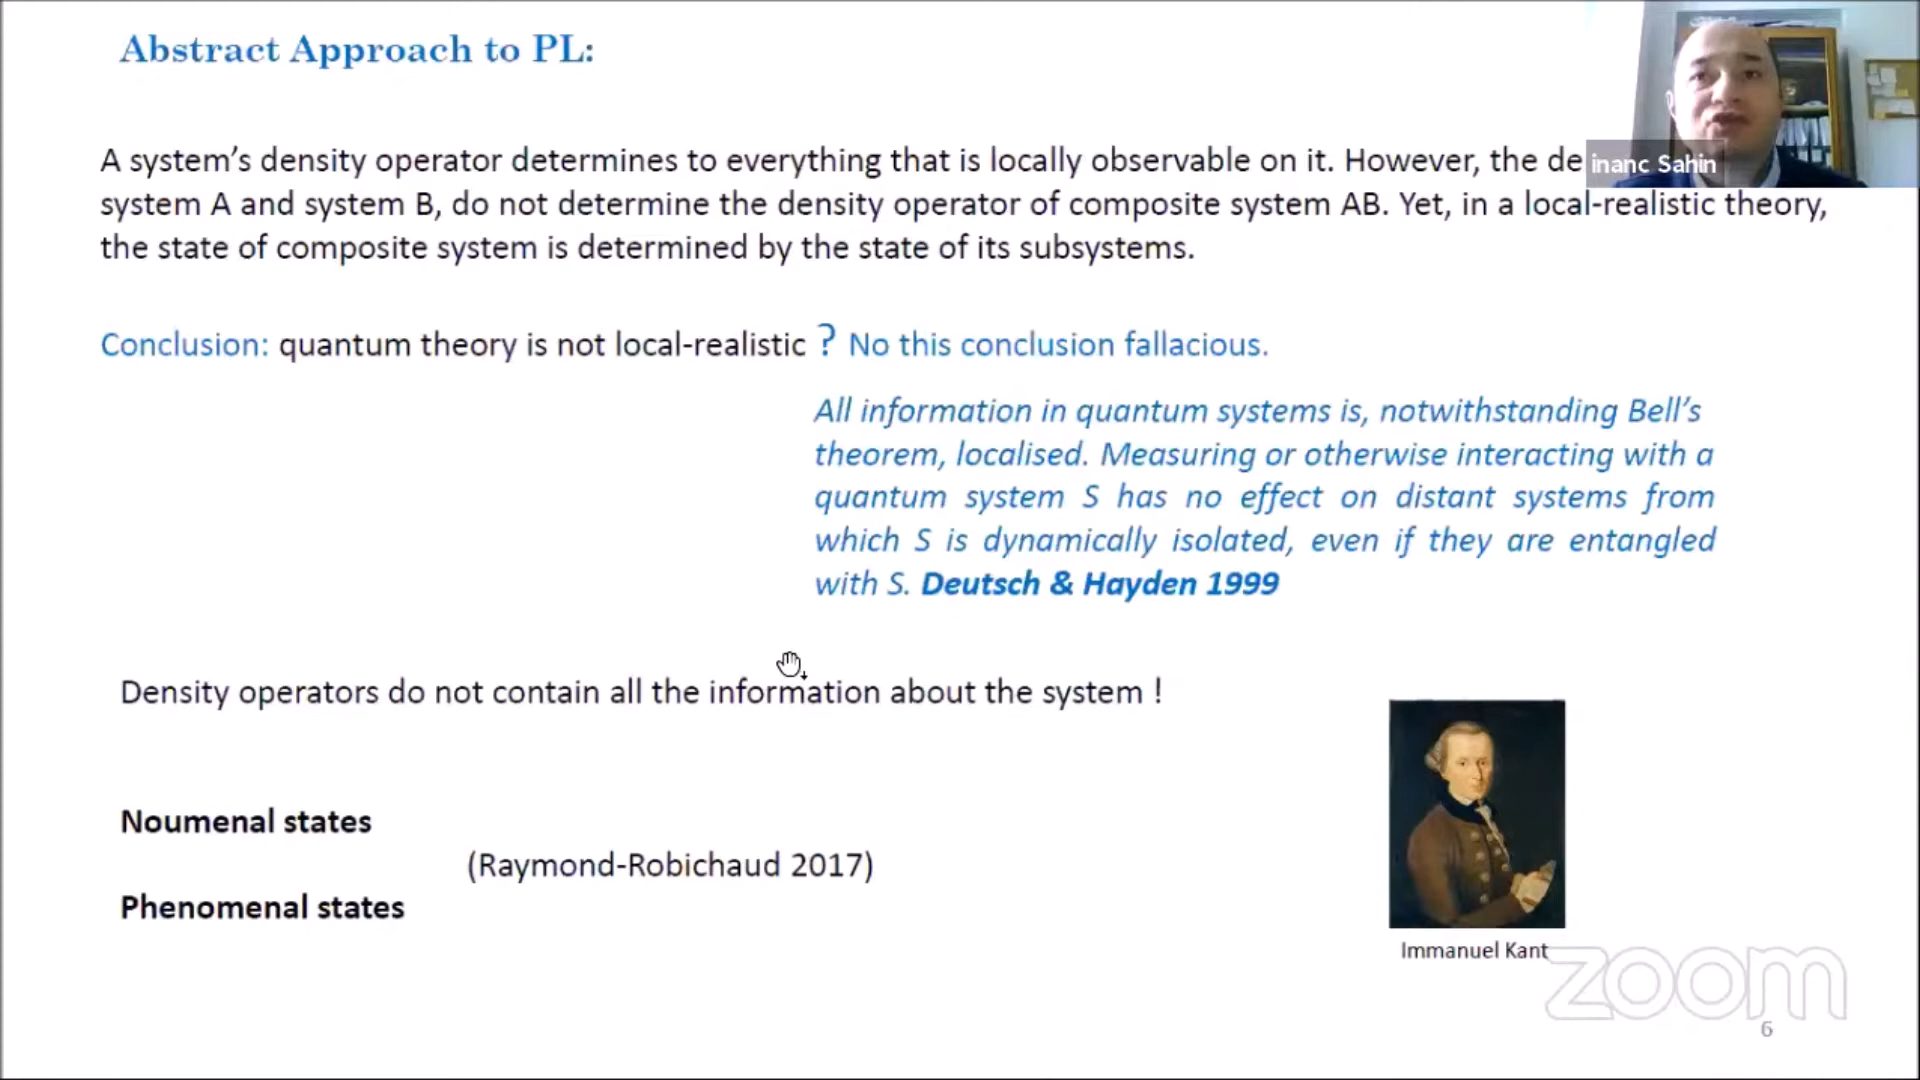 Abstract Approach to PL:
A system's density operator determines to everything that is locally observable on it. However, the de
inanc Sahin
system A and system B, do not determine the density operator of composite system AB. Yet, in a local-realistic theory,
the state of composite system is determined by the state of its subsystems.
Conclusion: quantum theory is not local-realistic ? No this conclusion fallacious.
All information in quantum systems is, notwithstanding Bell's
theorem, localised. Measuring or otherwise interacting with a
quantum system S has no effect on distant systems from
which S is dynamically isolated, even if they are entangled
with S. Deutsch & Hayden 1999
Density operators do not contain all the information about the system !
Noumenal states
(Raymond-Robichaud 2017)
Phenomenal states
Immanuel Kant
zoom
6